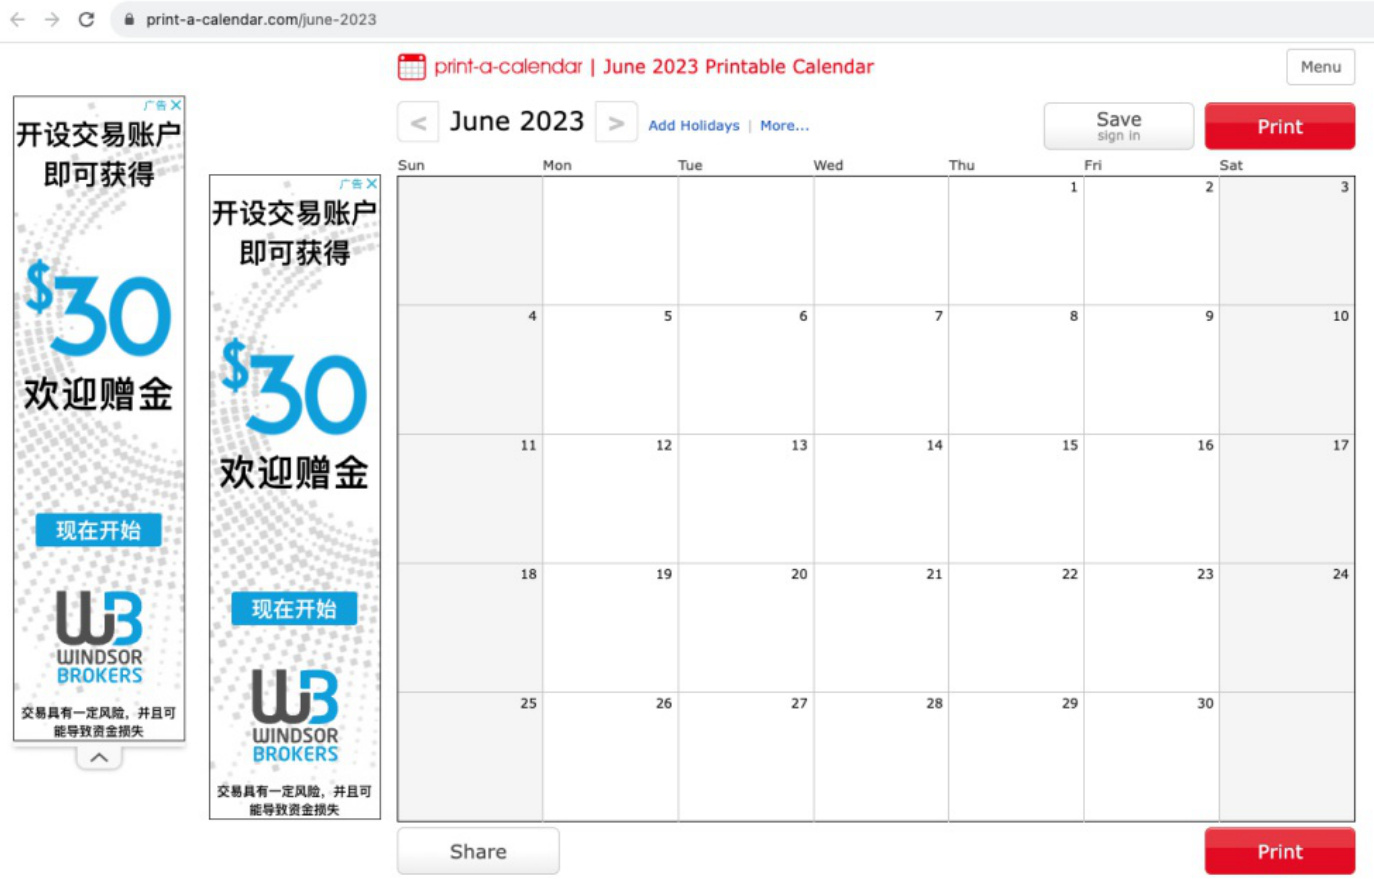 print-a-calendar.com/june-2023
print-a-calendar | June 2023 Printable Calendar
Menu
< June 2023 > Add Holidays | More...
Save
sign in
Print
Sun Mon Tue Wed Thu Fri Sat
1 2 3
4 5 6 7 8 9 10
11 12 13 14 15 16 17
18 19 20 21 22 23 24
25 26 27 28 29 30
Share
Print
广告
开设交易账户
即可获得
$30
欢迎赠金
现在开始
WB
WINDSOR
BROKERS
交易具有一定风险，并且可
能导致资金损失
广告
开设交易账户
即可获得
$30
欢迎赠金
现在开始
WB
WINDSOR
BROKERS
交易具有一定风险，并且可
能导致资金损失